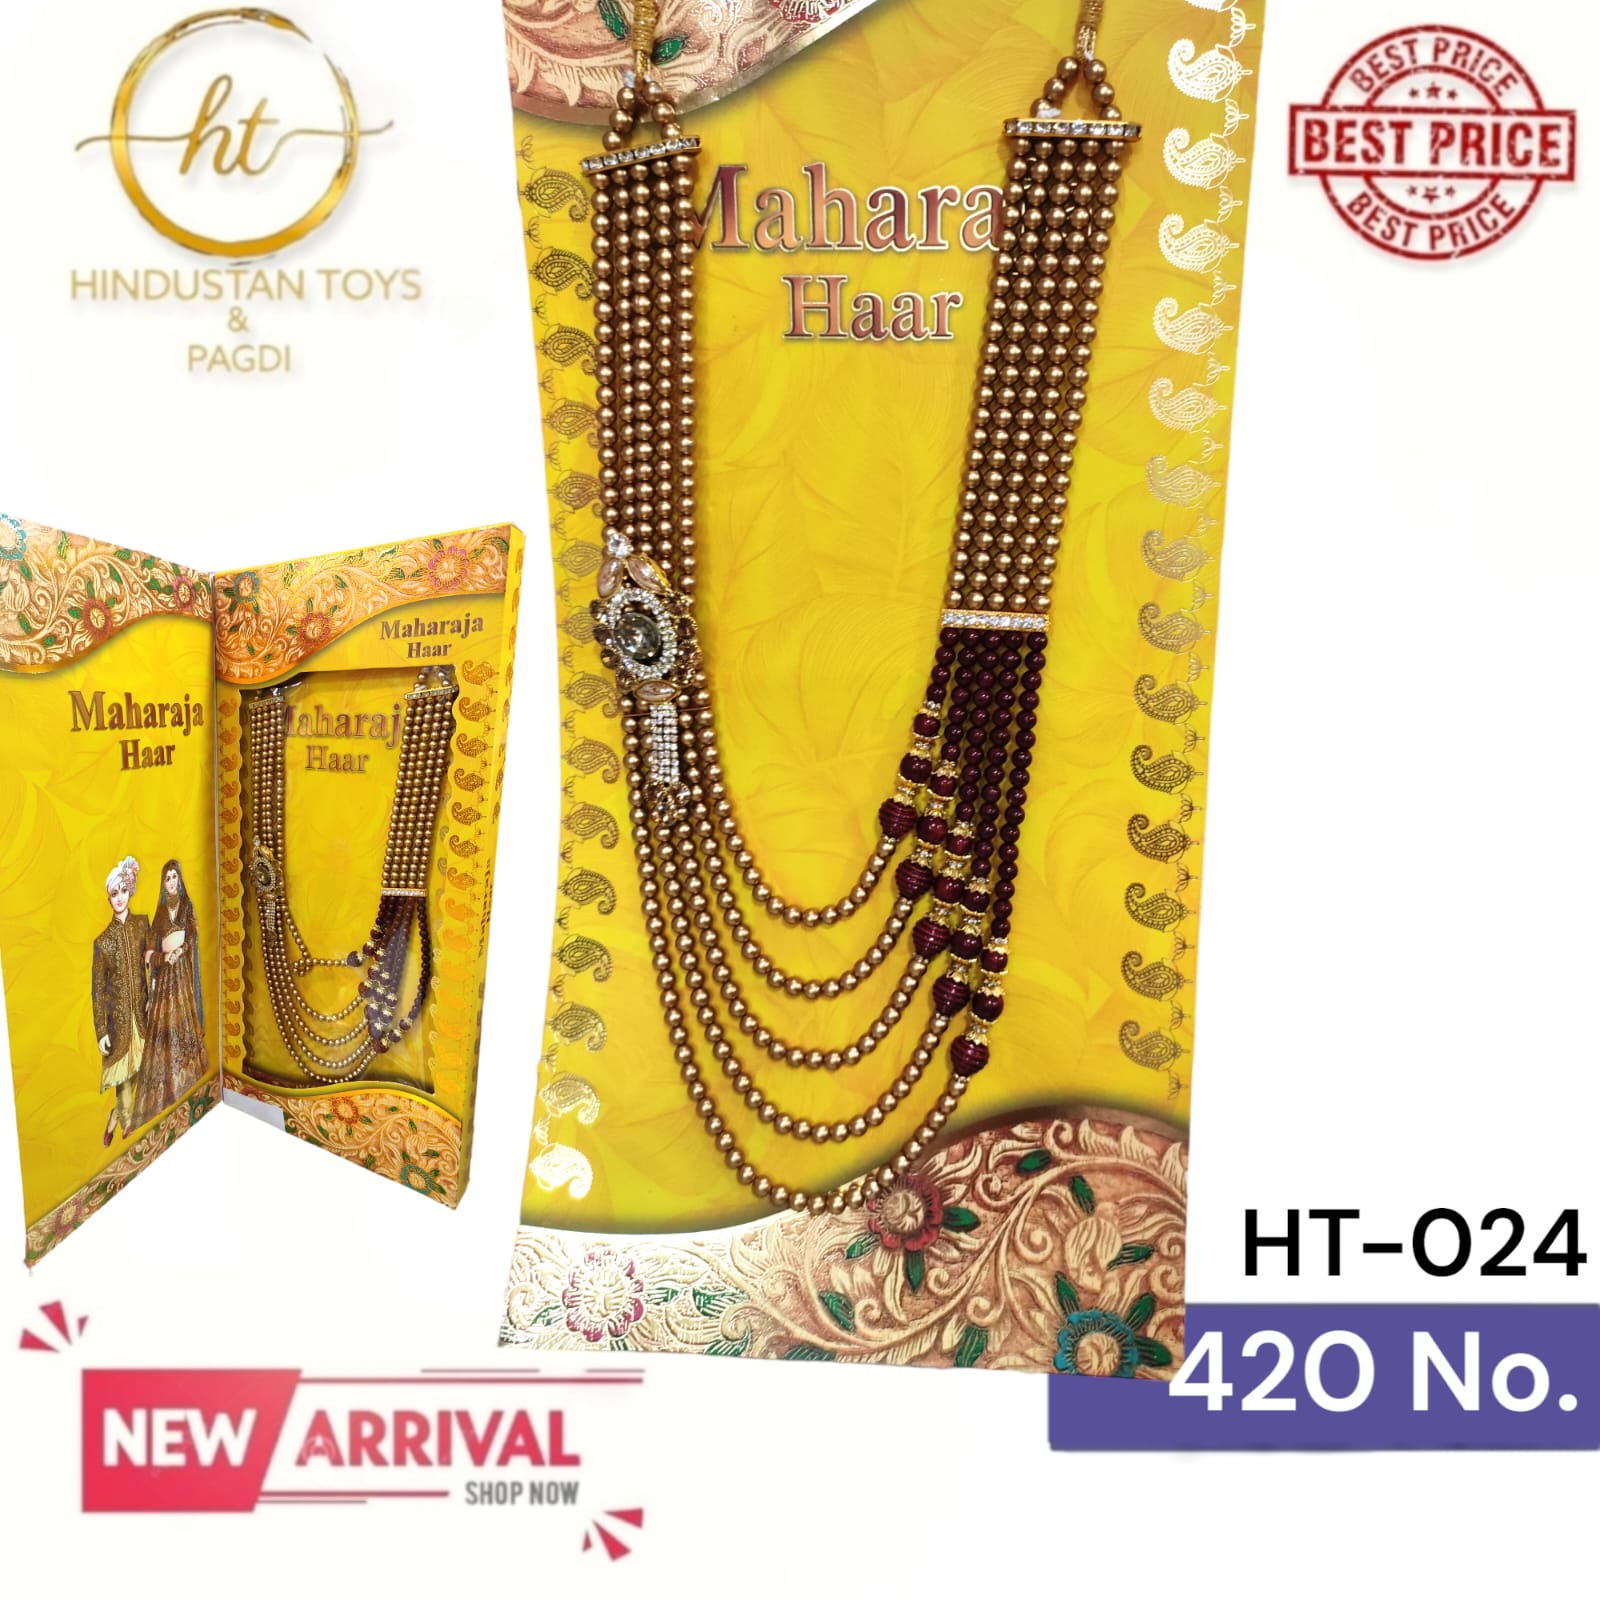 ht
HINDUSTAN TOYS
&
PAGDI
BEST PRICE
BEST PRICE
BEST PRICE
Mahara
Haar
Maharaja
Haar
Maharaja
Haar
Maharaj
Haar
HT-024
420 No.
NEW ARRIVAL
SHOP NOW